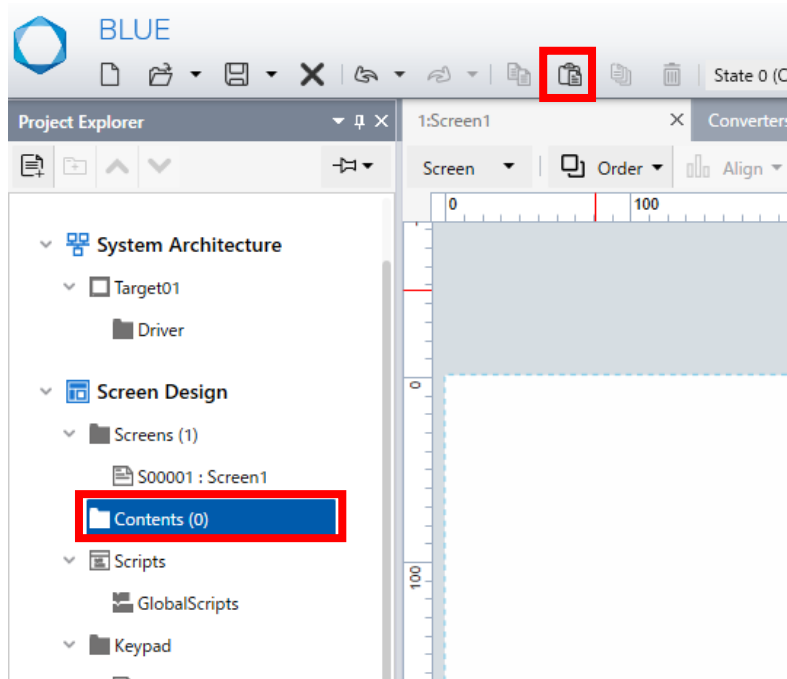 BLUE
State 0 (C
Project Explorer
1:Screen1
Converters
Screen
Order
Align
0
100
System Architecture
Target01
Driver
0
Screen Design
Screens (1)
S00001 : Screen1
Contents (0)
Scripts
100
GlobalScripts
Keypad